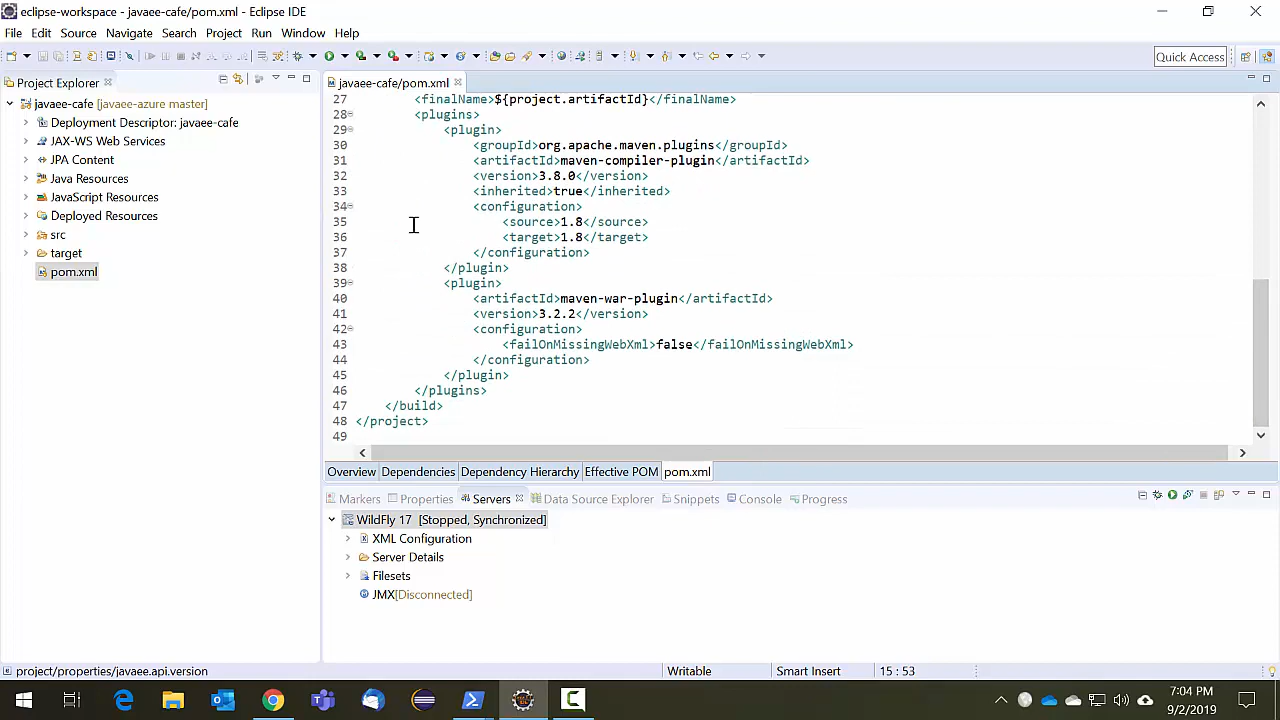 eclipse-workspace - javaee-cafe/pom.xml - Eclipse IDE
File Edit Source Navigate Search Project Run Window Help
Quick Access
Project Explorer
javaee-cafe [javaee-azure master]
Deployment Descriptor: javaee-cafe
JAX-WS Web Services
JPA Content
Java Resources
JavaScript Resources
Deployed Resources
src
target
pom.xml
javaee-cafe/pom.xml
27 <finalName>${project.artifactId}</finalName>
28 <plugins>
29 <plugin>
30 <groupId>org.apache.maven.plugins</groupId>
31 <artifactId>maven-compiler-plugin</artifactId>
32 <version>3.8.0</version>
33 <inherited>true</inherited>
34 <configuration>
35 <source>1.8</source>
36 <target>1.8</target>
37 </configuration>
38 </plugin>
39 <plugin>
40 <artifactId>maven-war-plugin</artifactId>
41 <version>3.2.2</version>
42 <configuration>
43 <failOnMissingWebXml>false</failOnMissingWebXml>
44 </configuration>
45 </plugin>
46 </plugins>
47 </build>
48 </project>
49
Overview Dependencies Dependency Hierarchy Effective POM pom.xml
Markers Properties Servers Data Source Explorer Snippets Console Progress
WildFly 17 [Stopped, Synchronized]
XML Configuration
Server Details
Filesets
JMX[Disconnected]
project/properties/javaee.api.version
Writable
Smart Insert
15 : 53
7:04 PM
9/2/2019